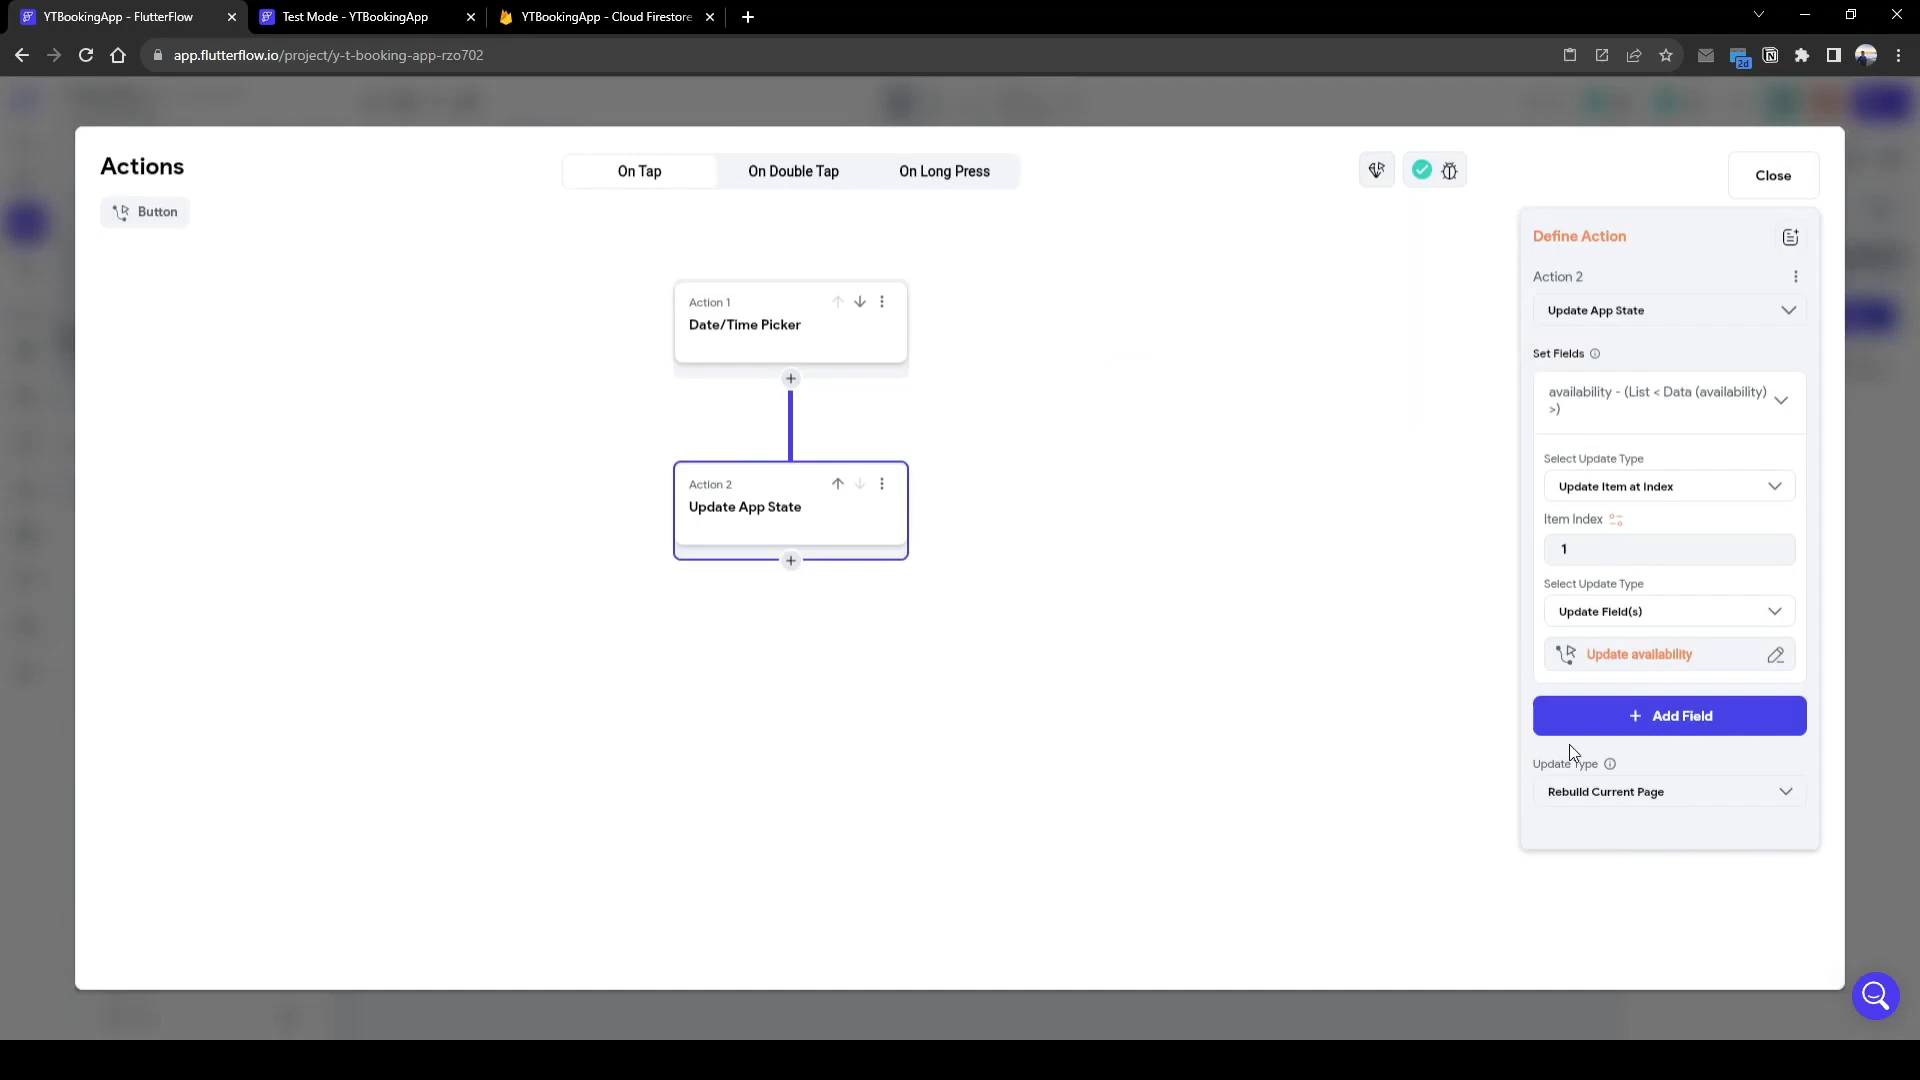 YTBookingApp - FlutterFlow
Test Mode - YTBookingApp
YTBookingApp - Cloud Firestore
app.flutterflow.io/project/y-t-booking-app-rzo702
2d
Actions
On Tap
On Double Tap
On Long Press
Close
Button
Define Action
Action 2
Update App State
Action 1
Date/Time Picker
Set Fields
availability - (List < Data (availability)
>)
Select Update Type
Update Item at Index
Action 2
Update App State
Item Index
1
Select Update Type
Update Field(s)
Update availability
+ Add Field
Update Type
Rebuild Current Page